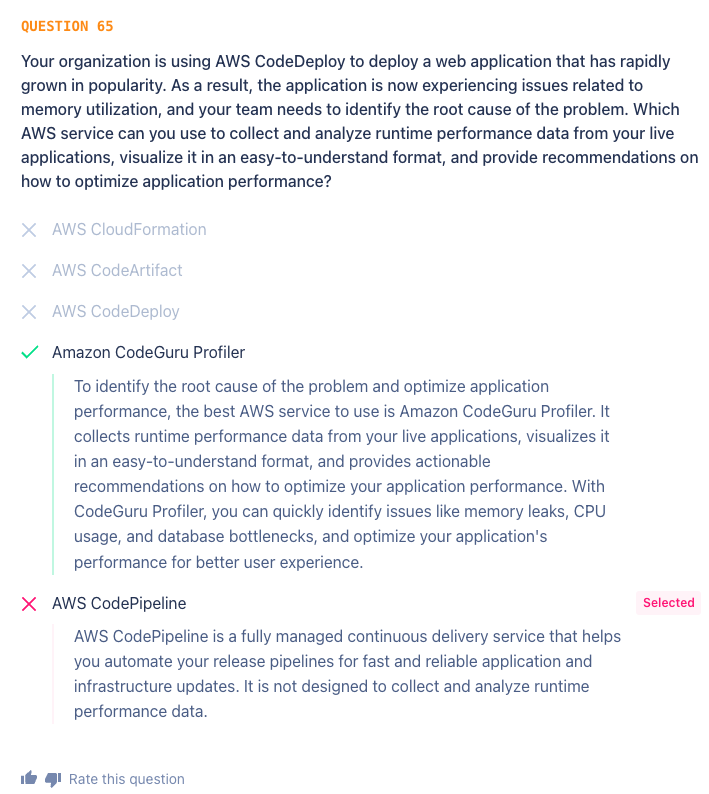 QUESTION 65
Your organization is using AWS CodeDeploy to deploy a web application that has rapidly
grown in popularity. As a result, the application is now experiencing issues related to
memory utilization, and your team needs to identify the root cause of the problem. Which
AWS service can you use to collect and analyze runtime performance data from your live
applications, visualize it in an easy-to-understand format, and provide recommendations on
how to optimize application performance?
AWS CloudFormation
AWS CodeArtifact
AWS CodeDeploy
Amazon CodeGuru Profiler
To identify the root cause of the problem and optimize application
performance, the best AWS service to use is Amazon CodeGuru Profiler. It
collects runtime performance data from your live applications, visualizes it
in an easy-to-understand format, and provides actionable
recommendations on how to optimize your application performance. With
CodeGuru Profiler, you can quickly identify issues like memory leaks, CPU
usage, and database bottlenecks, and optimize your application's
performance for better user experience.
AWS CodePipeline
Selected
AWS CodePipeline is a fully managed continuous delivery service that helps
you automate your release pipelines for fast and reliable application and
infrastructure updates. It is not designed to collect and analyze runtime
performance data.
Rate this question